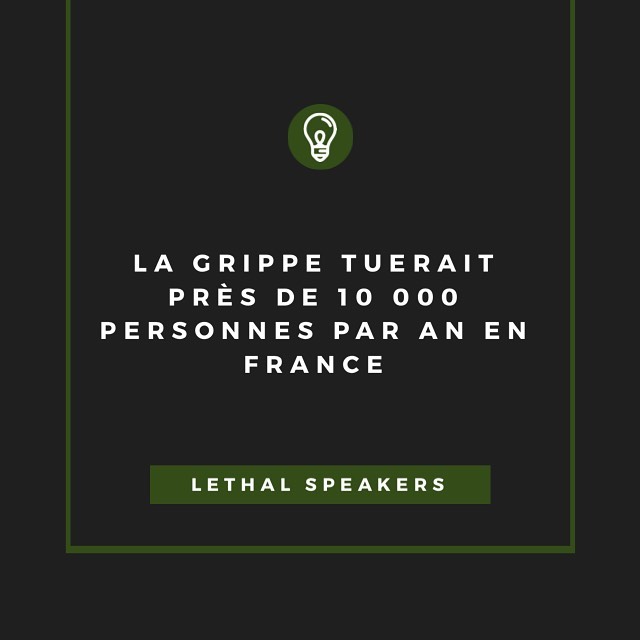 LA GRIPPE TUERAIT
PRÈS DE 10 000
PERSONNES PAR AN EN
FRANCE
LETHAL SPEAKERS